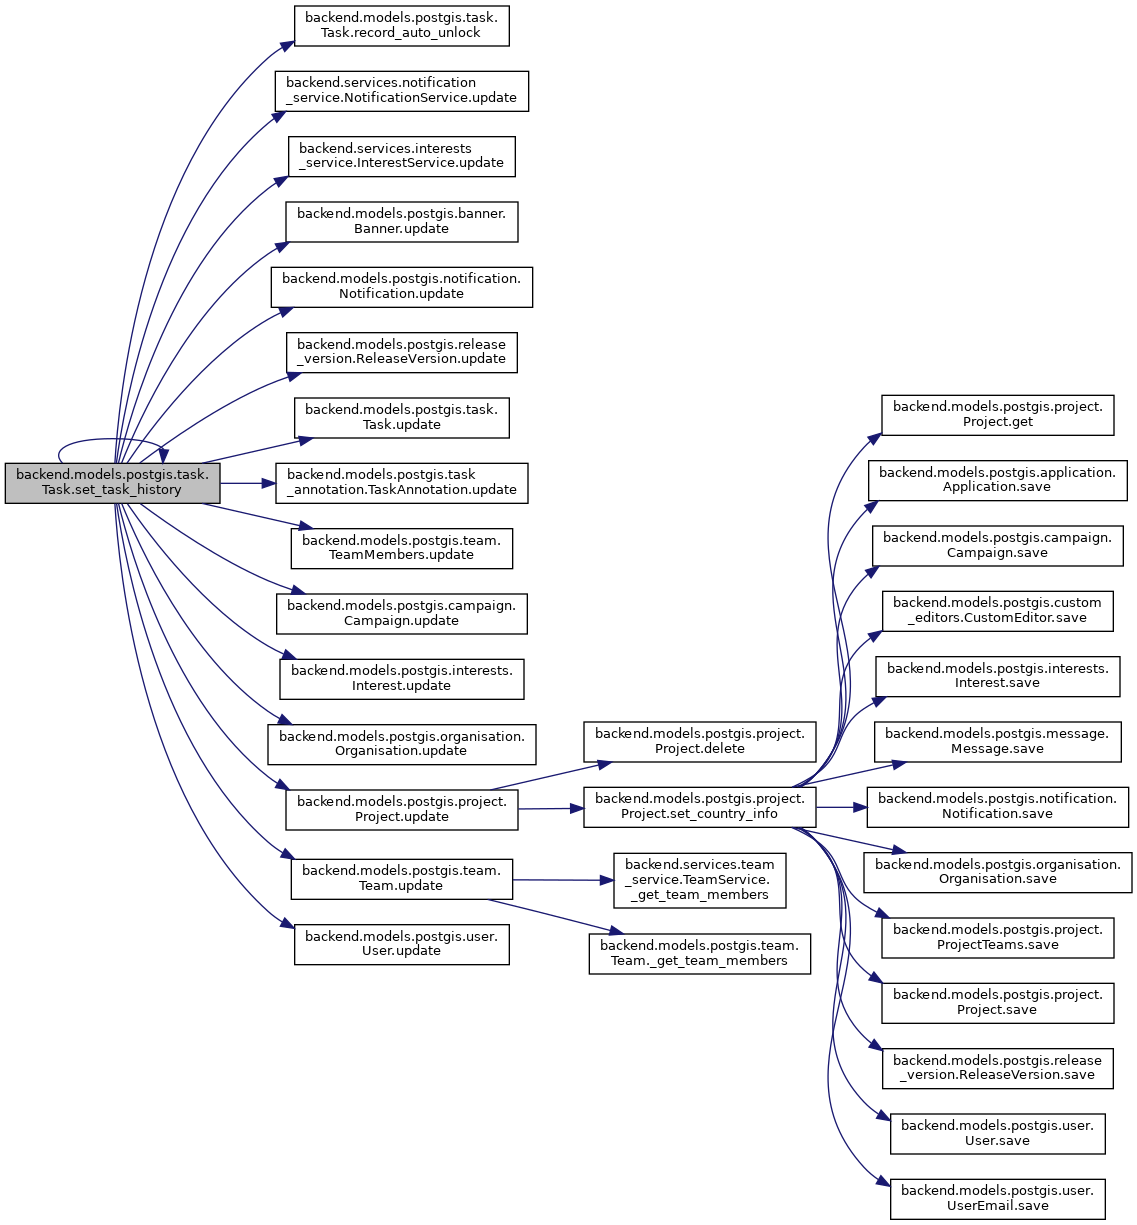 backend.models.postgis.task.
Task.set_task_history
backend.models.postgis.task.
Task.record_auto_unlock
backend.services.notification
_service.NotificationService.update
backend.services.interests
_service.InterestService.update
backend.models.postgis.banner.
Banner.update
backend.models.postgis.notification.
Notification.update
backend.models.postgis.release
_version.ReleaseVersion.update
backend.models.postgis.task.
Task.update
backend.models.postgis.task
_annotation.TaskAnnotation.update
backend.models.postgis.team.
TeamMembers.update
backend.models.postgis.campaign.
Campaign.update
backend.models.postgis.interests.
Interest.update
backend.models.postgis.organisation.
Organisation.update
backend.models.postgis.project.
Project.update
backend.models.postgis.team.
Team.update
backend.models.postgis.user.
User.update
backend.models.postgis.project.
Project.delete
backend.models.postgis.project.
Project.set_country_info
backend.services.team
_service.TeamService.
_get_team_members
backend.models.postgis.team.
Team._get_team_members
backend.models.postgis.project.
Project.get
backend.models.postgis.application.
Application.save
backend.models.postgis.campaign.
Campaign.save
backend.models.postgis.custom
_editors.CustomEditor.save
backend.models.postgis.interests.
Interest.save
backend.models.postgis.message.
Message.save
backend.models.postgis.notification.
Notification.save
backend.models.postgis.organisation.
Organisation.save
backend.models.postgis.project.
ProjectTeams.save
backend.models.postgis.project.
Project.save
backend.models.postgis.release
_version.ReleaseVersion.save
backend.models.postgis.user.
User.save
backend.models.postgis.user.
UserEmail.save